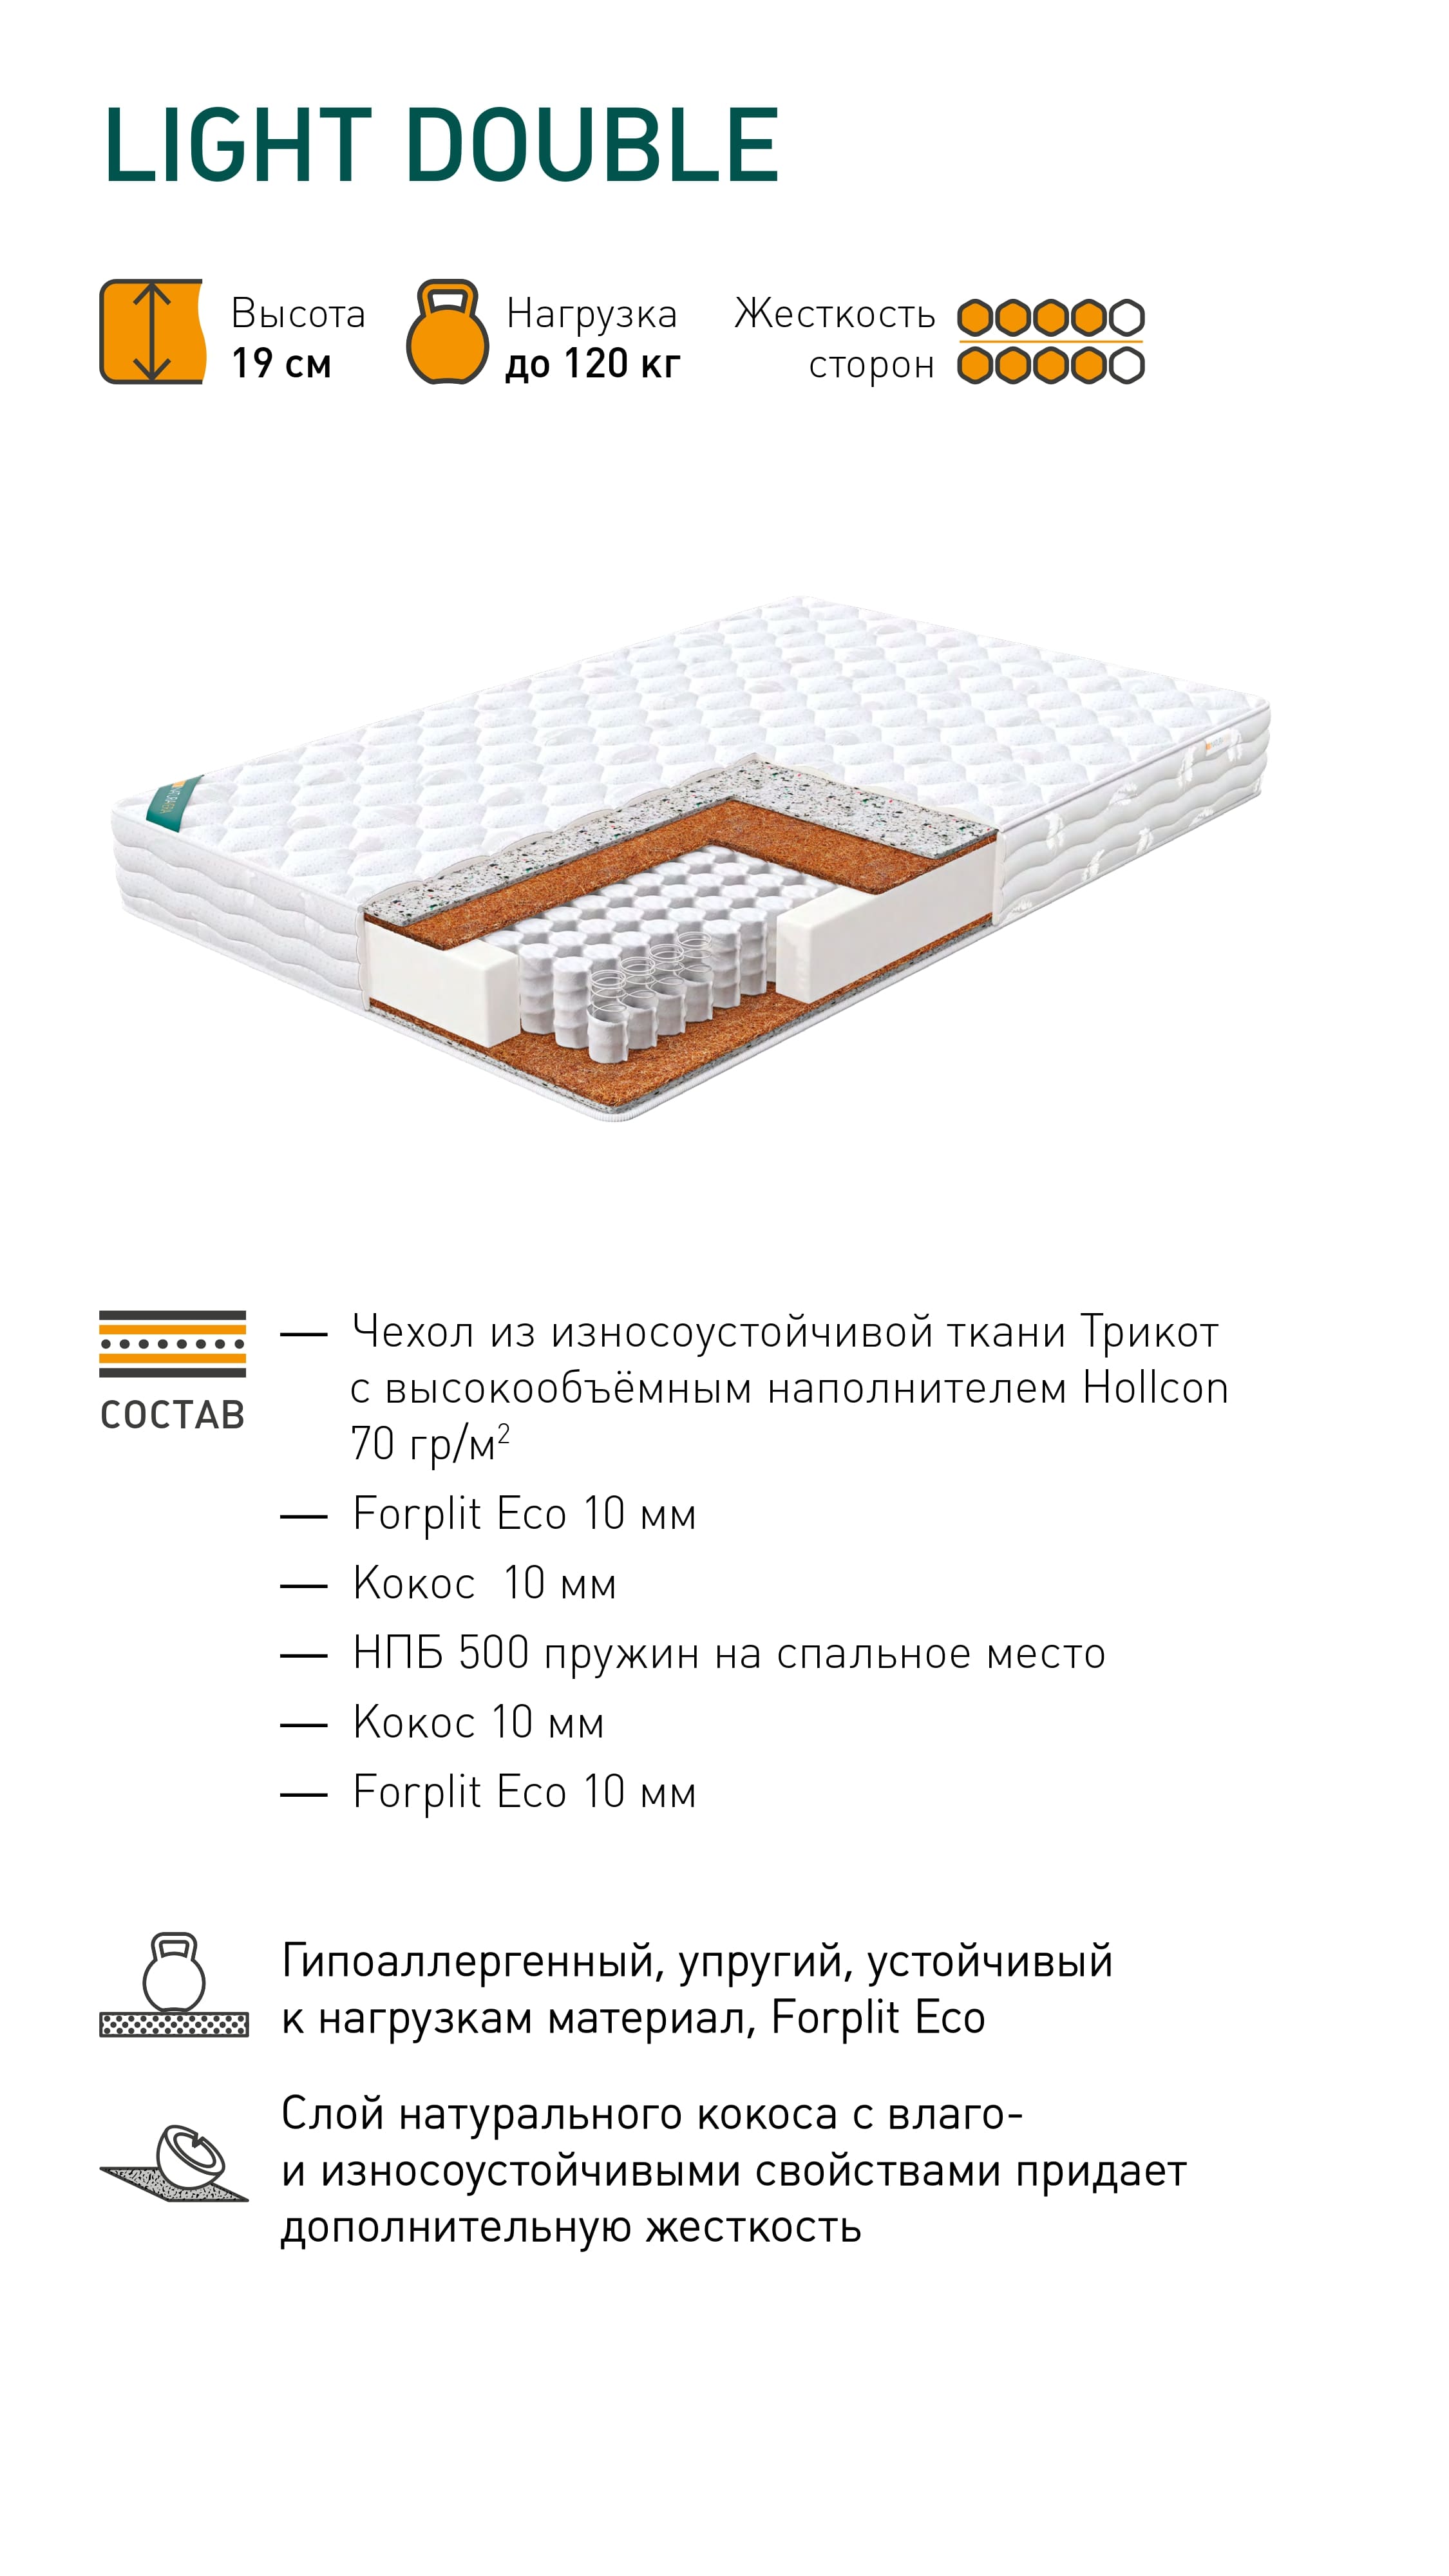 LIGHT DOUBLE
Высота
19 см
Нагрузка
до 120 кг
Жесткость
сторон
СОСТАВ
— Чехол из износоустойчивой ткани Трикот
с высокообъёмным наполнителем Hollcon
70 гр/м²
— Forplit Eco 10 мм
— Кокос  10 мм
— НПБ 500 пружин на спальное место
— Кокос 10 мм
— Forplit Eco 10 мм
Гипоаллергенный, упругий, устойчивый
к нагрузкам материал, Forplit Eco
Слой натурального кокоса с влаго-
и износоустойчивыми свойствами придает
дополнительную жесткость